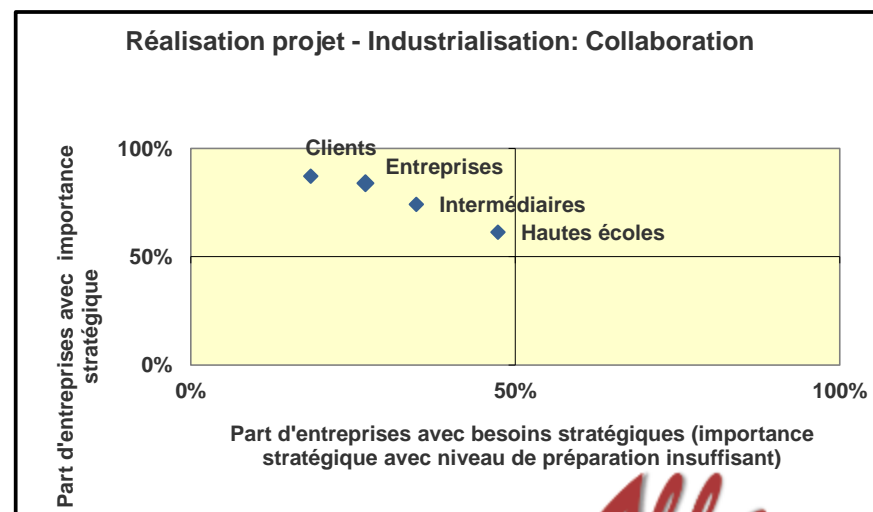 Réalisation projet - Industrialisation: Collaboration
Part d'entreprises avec importance
stratégique
100%
50%
0%
Clients
Entreprises
Intermédiaires
Hautes écoles
0%
50%
100%
Part d'entreprises avec besoins stratégiques (importance
stratégique avec niveau de préparation insuffisant)